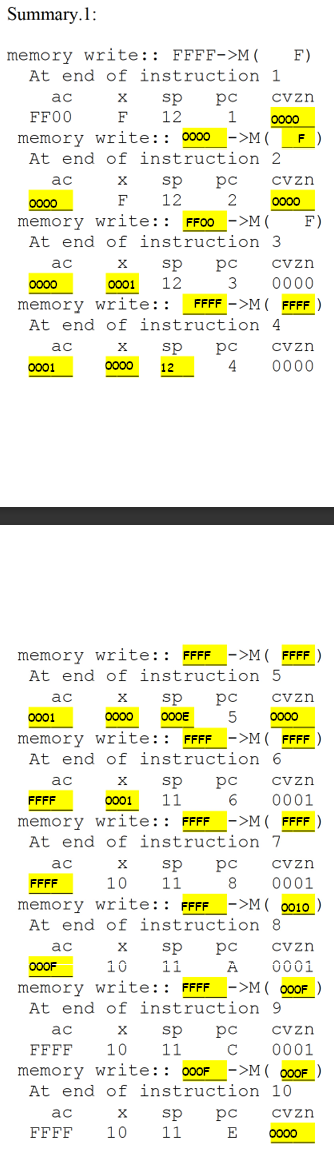 Summary.1:
memory write:: FFFF->M( F)
At end of instruction 1
ac x sp pc cvzn
FF00 F 12 1 0000
memory write:: 0000->M( F )
At end of instruction 2
ac x sp pc cvzn
0000 F 12 2 0000
memory write:: FF00->M( F)
At end of instruction 3
ac x sp pc cvzn
0000 0001 12 3 0000
memory write:: FFFF->M( FFFF)
At end of instruction 4
ac x sp pc cvzn
0001 0000 12 4 0000
memory write:: FFFF->M( FFFF)
At end of instruction 5
ac x sp pc cvzn
0001 0000 000E 5 0000
memory write:: FFFF->M( FFFF)
At end of instruction 6
ac x sp pc cvzn
FFFF 0001 11 6 0001
memory write:: FFFF->M( FFFF)
At end of instruction 7
ac x sp pc cvzn
FFFF 10 11 8 0001
memory write:: FFFF->M( 0010)
At end of instruction 8
ac x sp pc cvzn
000F 10 11 A 0001
memory write:: FFFF->M( 000F)
At end of instruction 9
ac x sp pc cvzn
FFFF 10 11 C 0001
memory write:: 000F->M( 000F)
At end of instruction 10
ac x sp pc cvzn
FFFF 10 11 E 0000